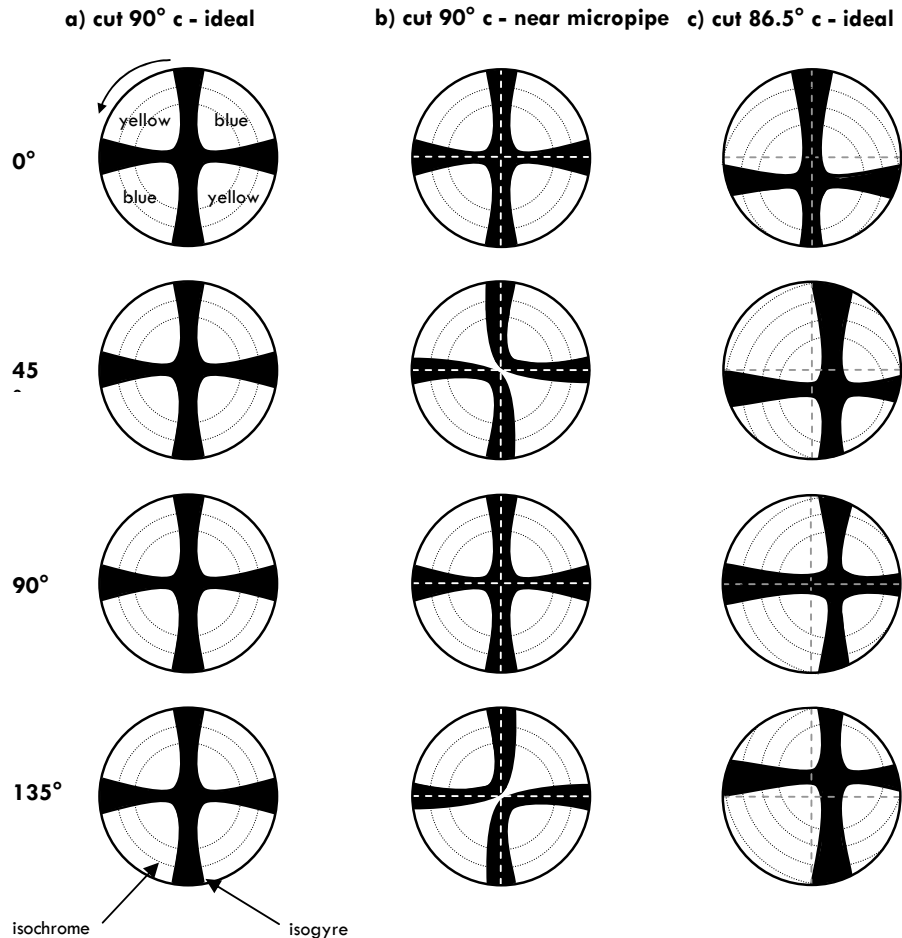 a) cut 90° c - ideal
b) cut 90° c - near micropipe
c) cut 86.5° c - ideal
yellow
blue
0°
blue
yellow
45
°
90°
135°
isochrome
isogyre